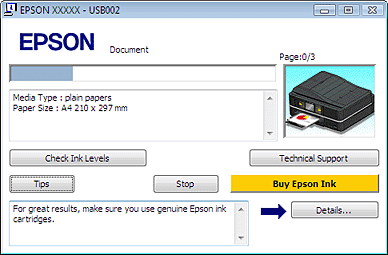 EPSON XXXXX - USB002
EPSON
Document
Page:0/3
Media Type : plain papers
Paper Size : A4 210 x 297 mm
Check Ink Levels
Technical Support
Tips
Stop
Buy Epson Ink
For great results, make sure you use genuine Epson ink
cartridges.
Details...